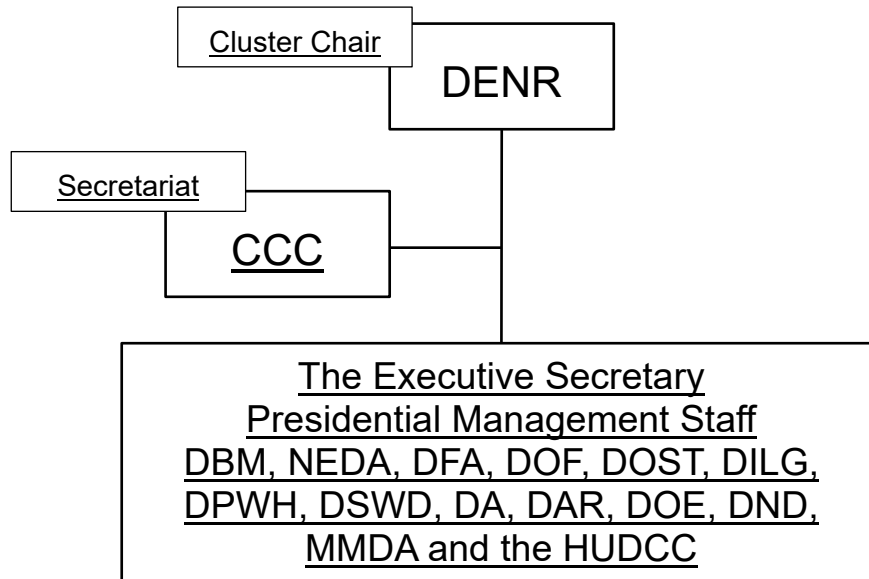 Cluster Chair
DENR
Secretariat
CCC
The Executive Secretary
Presidential Management Staff
DBM, NEDA, DFA, DOF, DOST, DILG,
DPWH, DSWD, DA, DAR, DOE, DND,
MMDA and the HUDCC